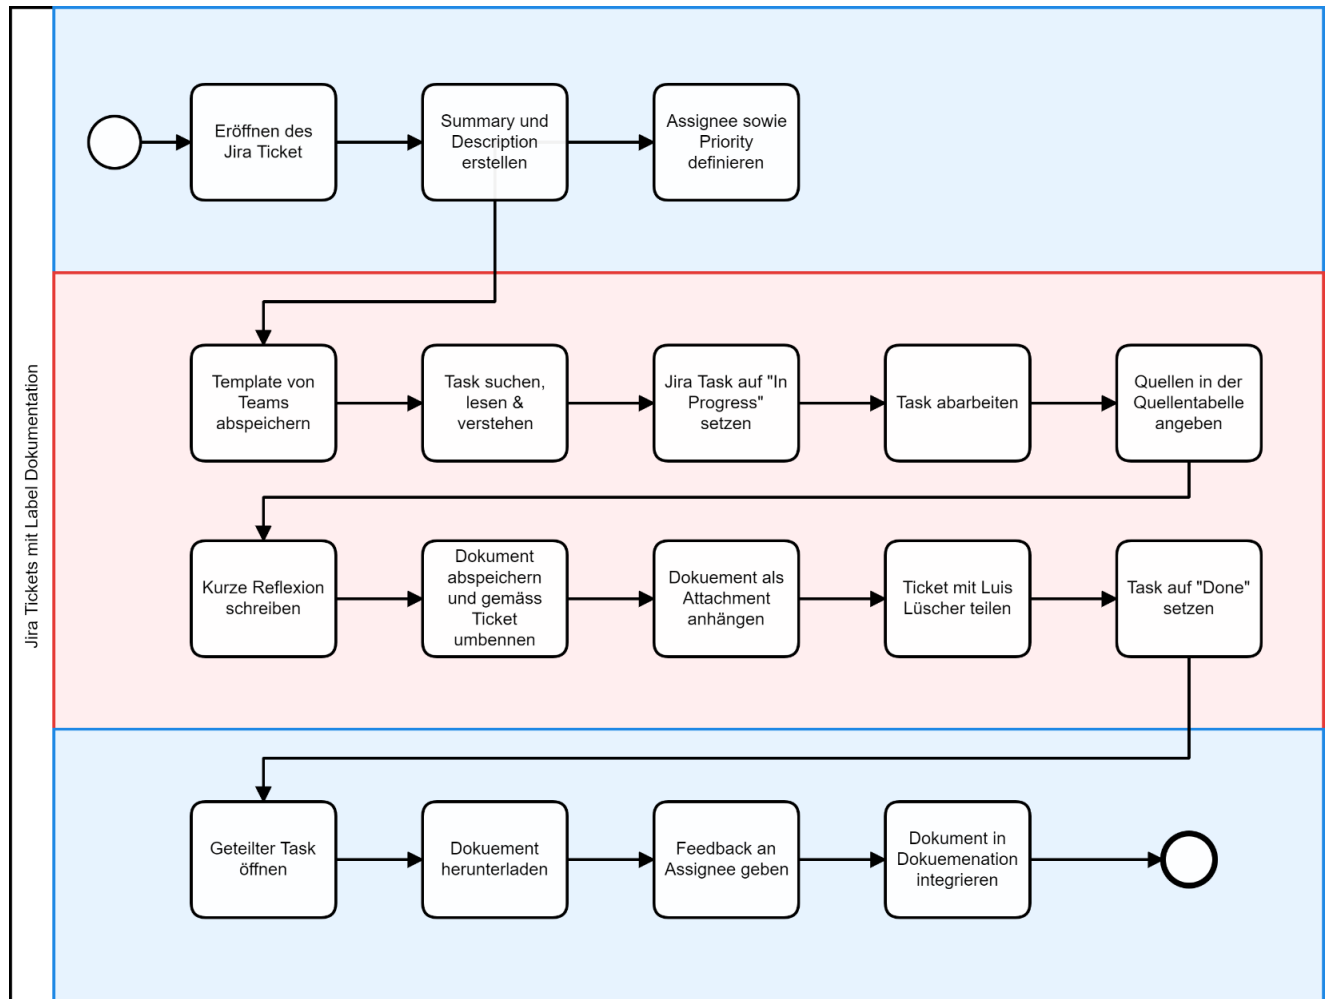 Jira Tickets mit Label Dokumentation
Eröffnen des
Jira Ticket
Summary und
Description
erstellen
Assignee sowie
Priority
definieren
Template von
Teams
abspeichern
Task suchen,
lesen &
verstehen
Jira Task auf "In
Progress"
setzen
Task abarbeiten
Quellen in der
Quellentabelle
angeben
Kurze Reflexion
schreiben
Dokument
abspeichern
und gemäss
Ticket
umbennen
Dokuement als
Attachment
anhängen
Ticket mit Luis
Lüscher teilen
Task auf "Done"
setzen
Geteilter Task
öffnen
Dokuement
herunterladen
Feedback an
Assignee geben
Dokument in
Dokuemenation
integrieren